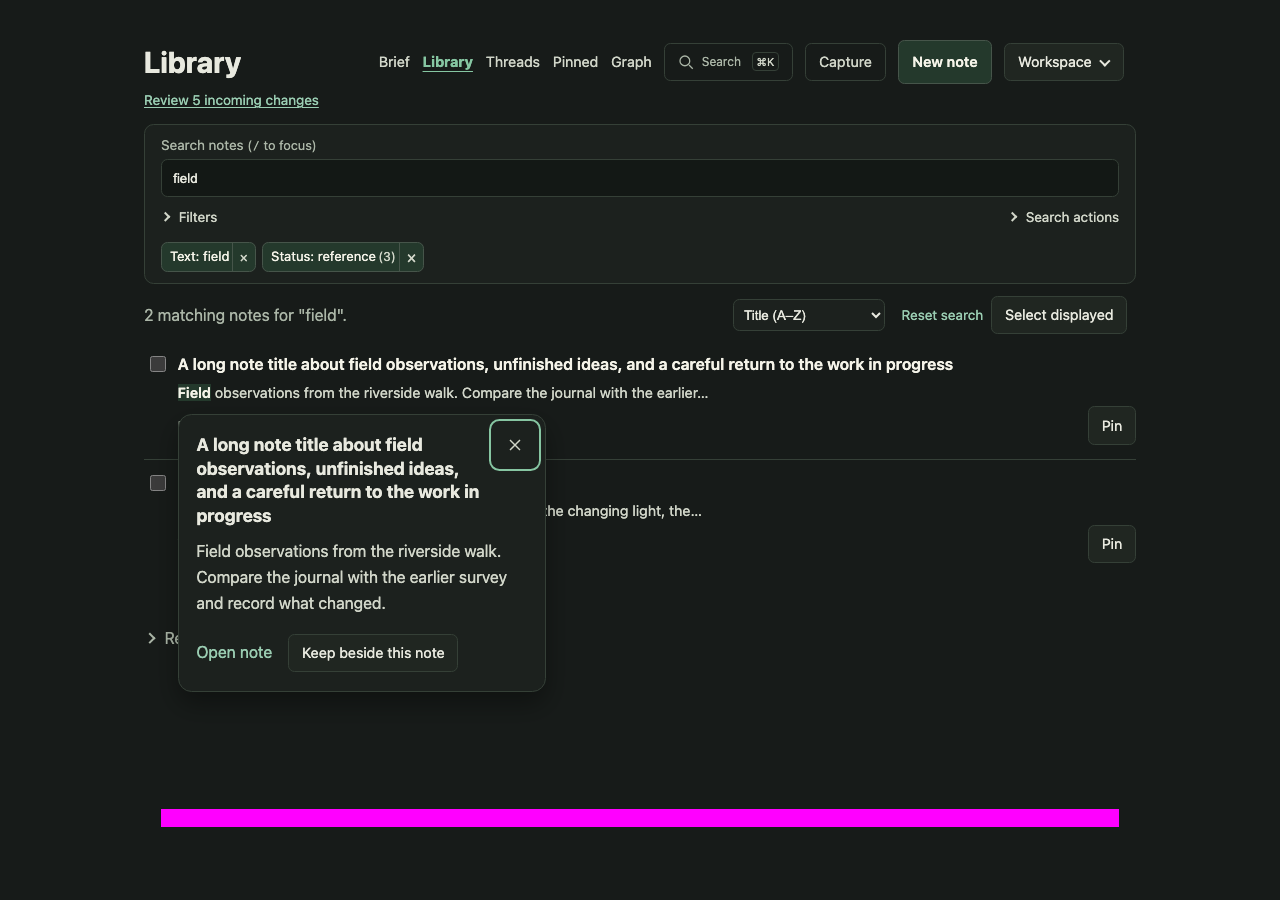 Library
Brief Library Threads Pinned Graph Search ⌘K Capture New note Workspace
Review 5 incoming changes
Search notes (/ to focus)
field
Filters
Search actions
Text: field ×
Status: reference (3) ×
2 matching notes for "field".
Title (A–Z)
Reset search
Select displayed
A long note title about field observations, unfinished ideas, and a careful return to the work in progress
Field observations from the riverside walk. Compare the journal with the earlier…
Pin
A long note title about field
observations, unfinished ideas,
and a careful return to the work in
progress
Field observations from the riverside walk.
Compare the journal with the earlier survey
and record what changed.
Open note
Keep beside this note
the changing light, the…
Pin